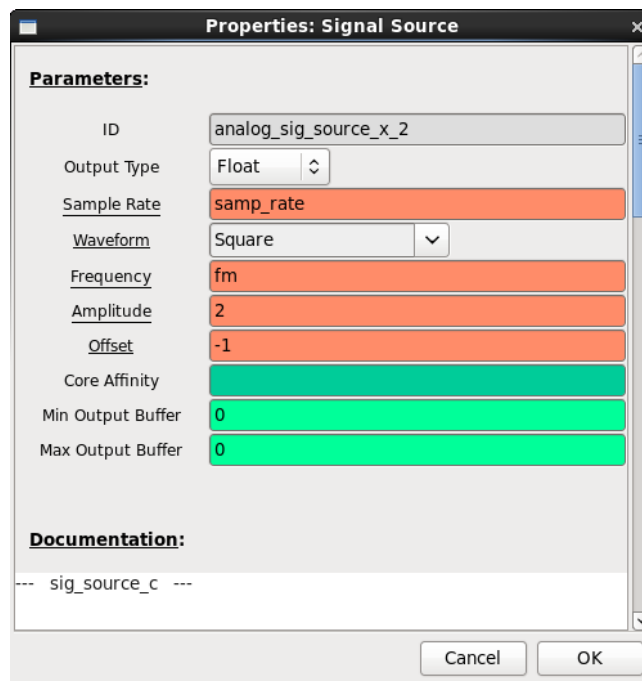 Properties: Signal Source
Parameters:
ID analog_sig_source_x_2
Output Type Float
Sample Rate samp_rate
Waveform Square
Frequency fm
Amplitude 2
Offset -1
Core Affinity
Min Output Buffer 0
Max Output Buffer 0
Documentation:
--- sig_source_c ---
Cancel OK